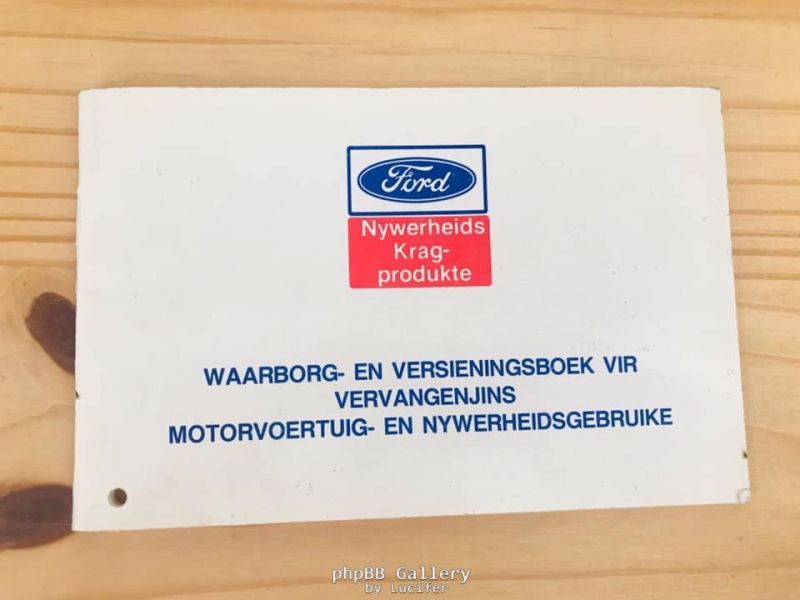 Ford
Nywerheids
Krag-
produkte
WAARBORG- EN VERSIENINGSBOEK VIR
VERVANGENJINS
MOTORVOERTUIG- EN NYWERHEIDSGEBRUIKE
phpBB Gallery
by Lucifer